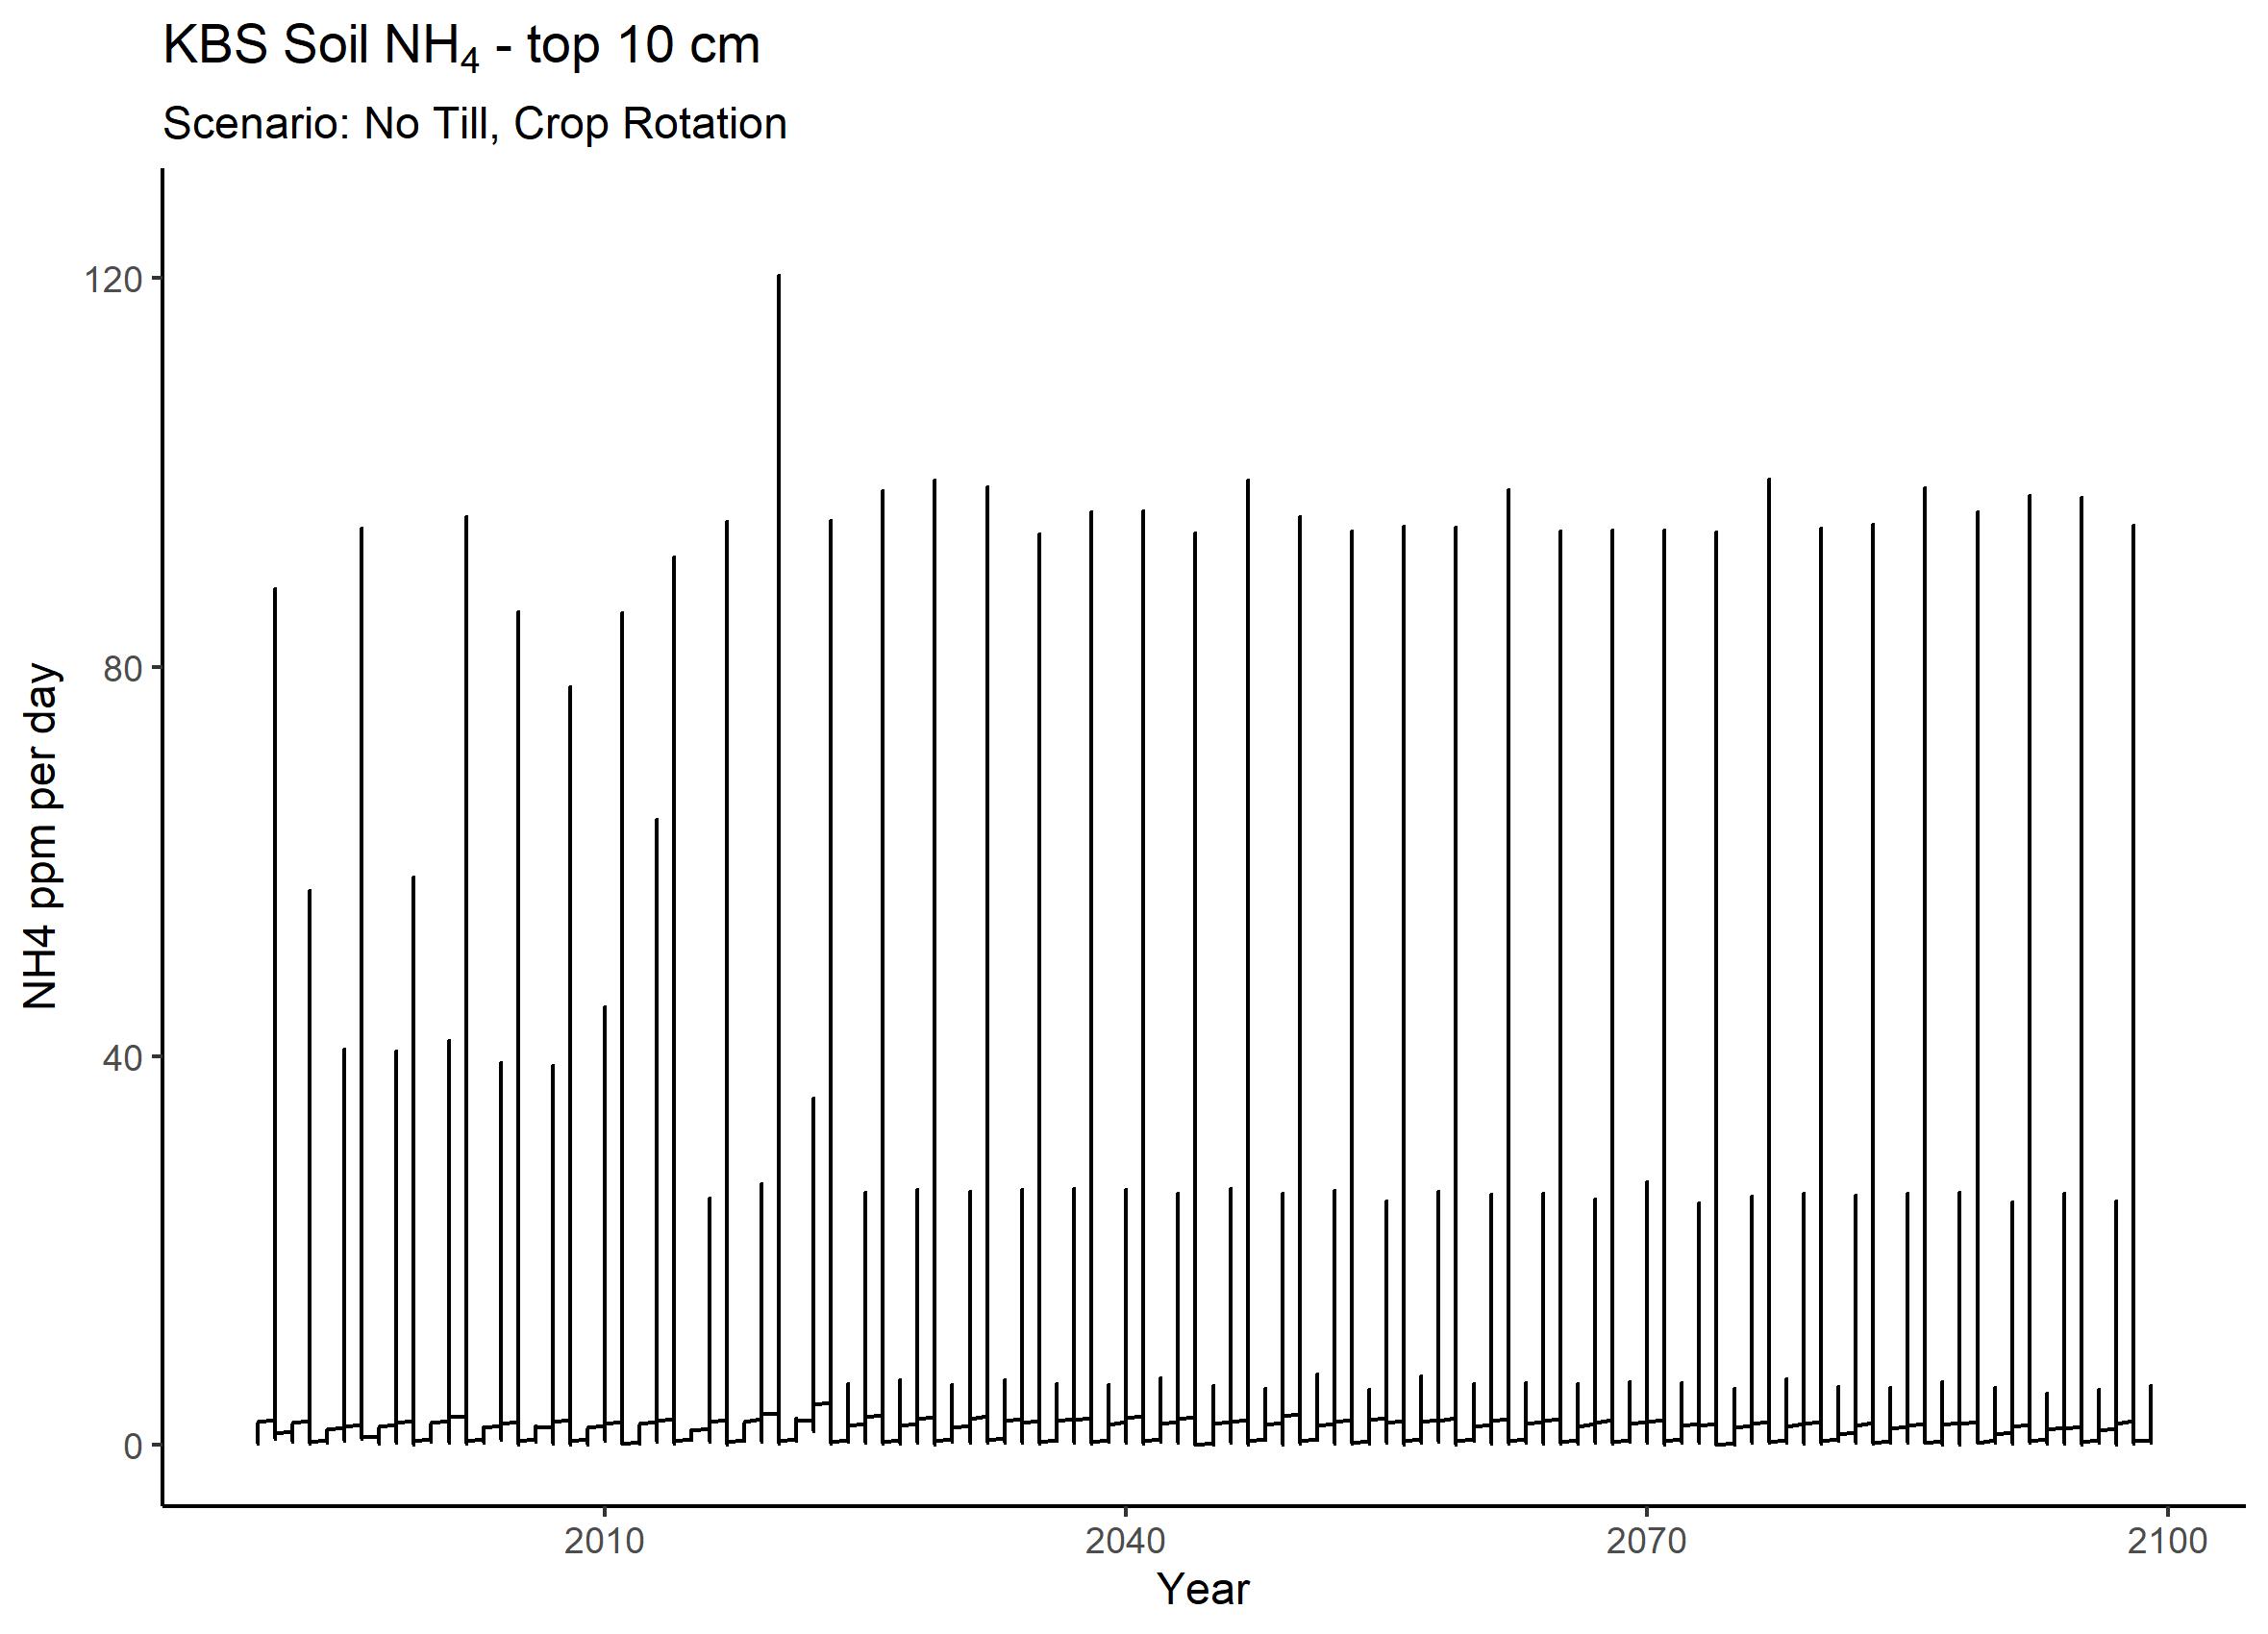 KBS Soil NH₄ - top 10 cm
Scenario: No Till, Crop Rotation
NH4 ppm per day
120
80
40
0
2010 2040 2070 2100
Year